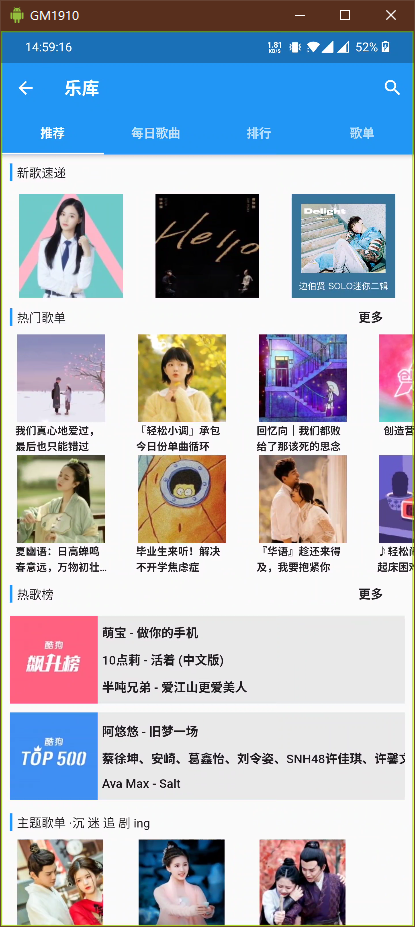 GM1910
14:59:16
1.81
KB/S
52%
乐库
推荐
每日歌曲
排行
歌单
新歌速递
Hello
Delight
边伯贤 SOLO迷你二辑
热门歌单
更多
我们真心地爱过，
最后也只能错过
「轻松小调」承包
今日份单曲循环
回忆向｜我们都败
给了那该死的思念
创造营
夏幽语：日高蝉鸣
春意远，万物初壮...
毕业生来听！解决
不开学焦虑症
『华语』趁还来得
及，我要抱紧你
♪轻松闹
起床困难
热歌榜
更多
酷狗
飙升榜
萌宝 - 做你的手机
10点莉 - 活着 (中文版)
半吨兄弟 - 爱江山更爱美人
酷狗
TOP 500
阿悠悠 - 旧梦一场
蔡徐坤、安崎、葛鑫怡、刘令姿、SNH48许佳琪、许馨文
Ava Max - Salt
主题歌单 ·沉 迷 追 剧 ing